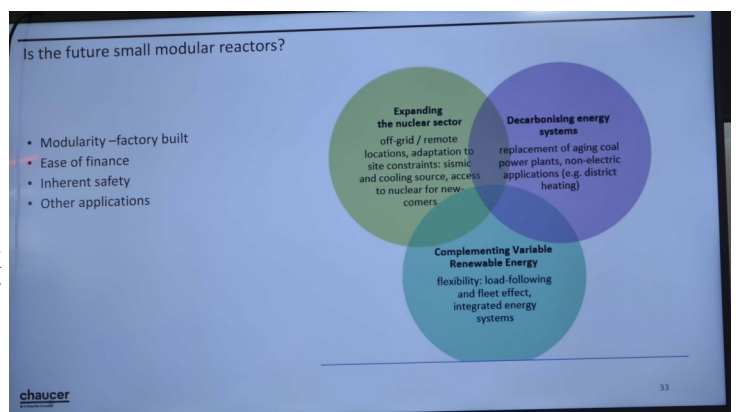 Is the future small modular reactors?
• Modularity –factory built
• Ease of finance
• Inherent safety
• Other applications
Expanding
the nuclear sector
off-grid / remote
locations, adaptation to
site constraints: sismic
and cooling source, access
to nuclear for new-
comers
Decarbonising energy
systems
replacement of aging coal
power plants, non-electric
applications (e.g. district
heating)
Complementing Variable
Renewable Energy
flexibility: load-following
and fleet effect,
integrated energy
systems
chaucer
33